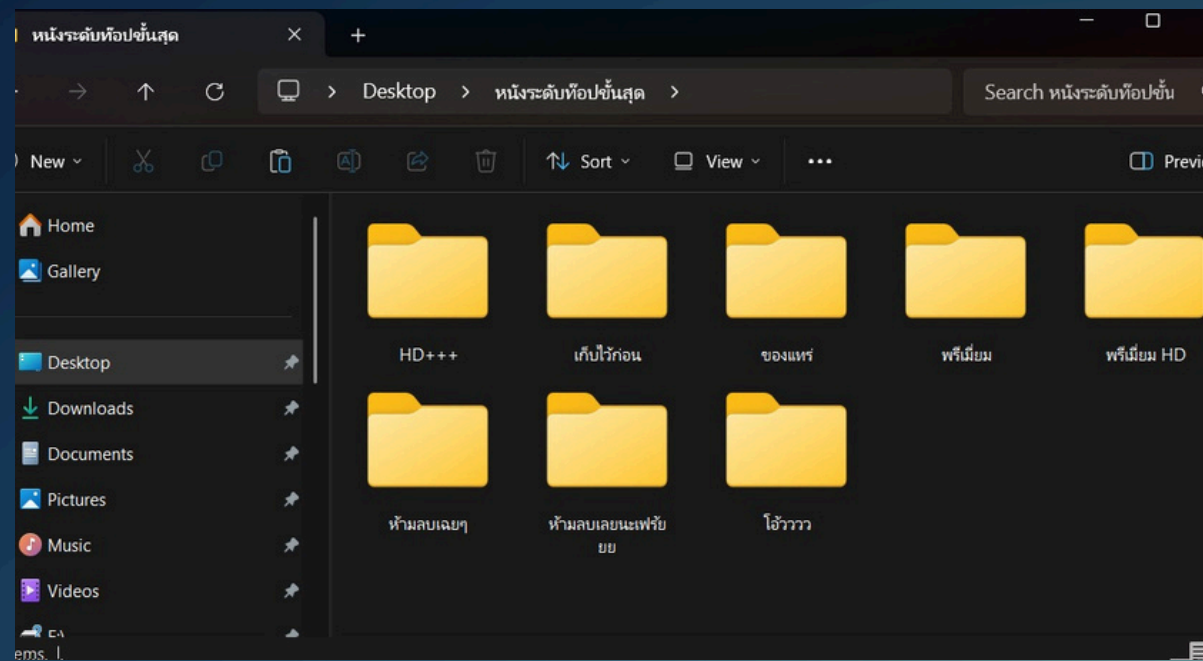 หนังระดับท๊อปขั้นสุด
Desktop > หนังระดับท๊อปขั้นสุด >
Search หนังระดับท๊อปขั้น
New
Sort
View
Home
Gallery
Desktop
Downloads
Documents
Pictures
Music
Videos
HD+++
เก็บไว้ก่อน
ของแทร่
พรีเมี่ยม
พรีเมี่ยม HD
ห้ามลบเฉยๆ
ห้ามลบเลยนะเฟร้ย
ยย
โอ้วววว